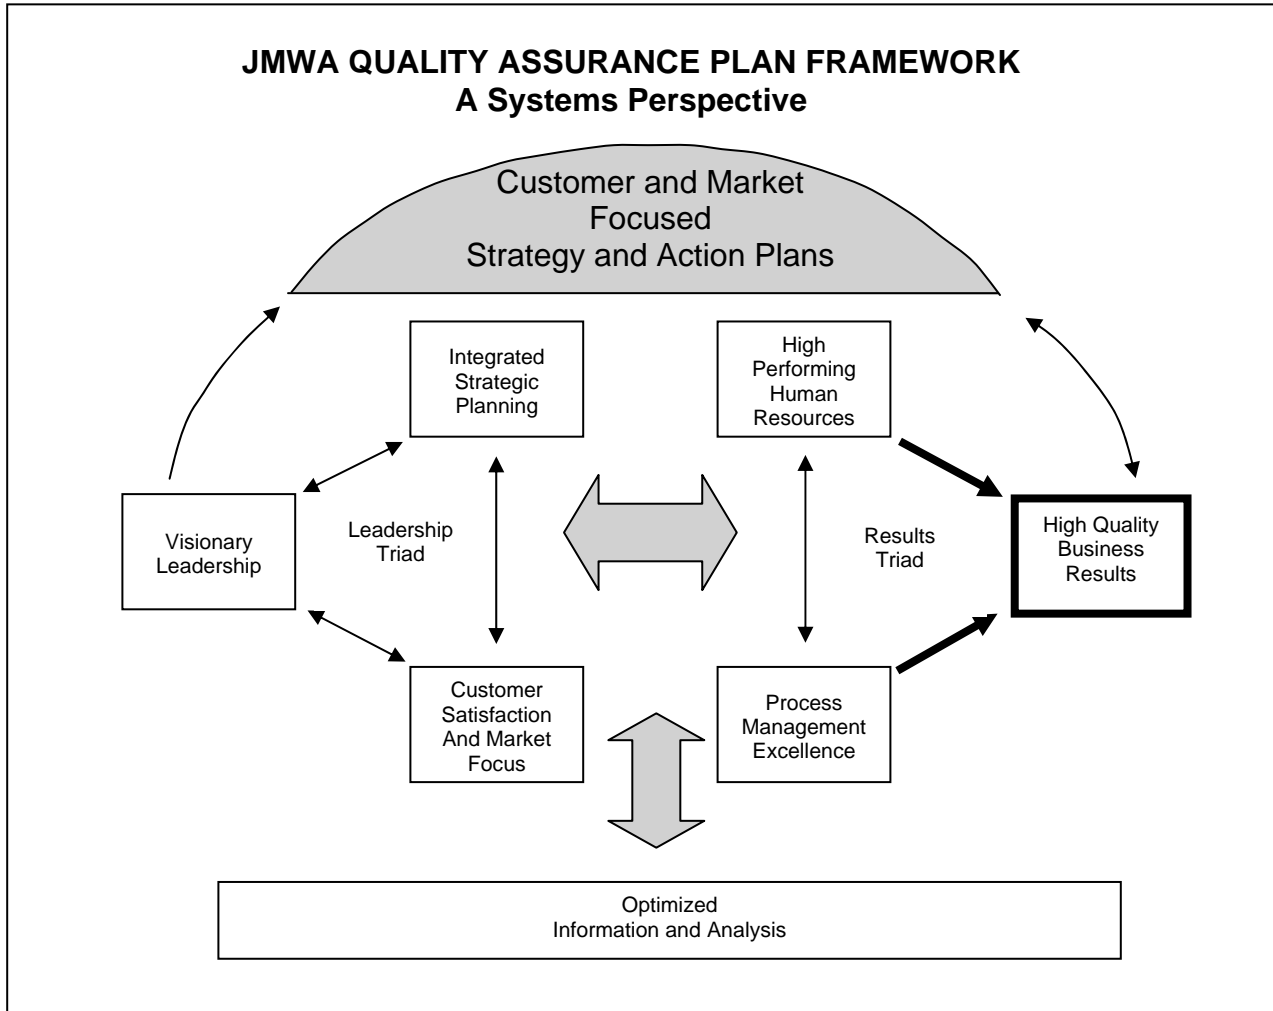 JMWA QUALITY ASSURANCE PLAN FRAMEWORK
A Systems Perspective
Customer and Market
Focused
Strategy and Action Plans
Integrated
Strategic
Planning
High
Performing
Human
Resources
Visionary
Leadership
Leadership
Triad
Results
Triad
High Quality
Business
Results
Customer
Satisfaction
And Market
Focus
Process
Management
Excellence
Optimized
Information and Analysis